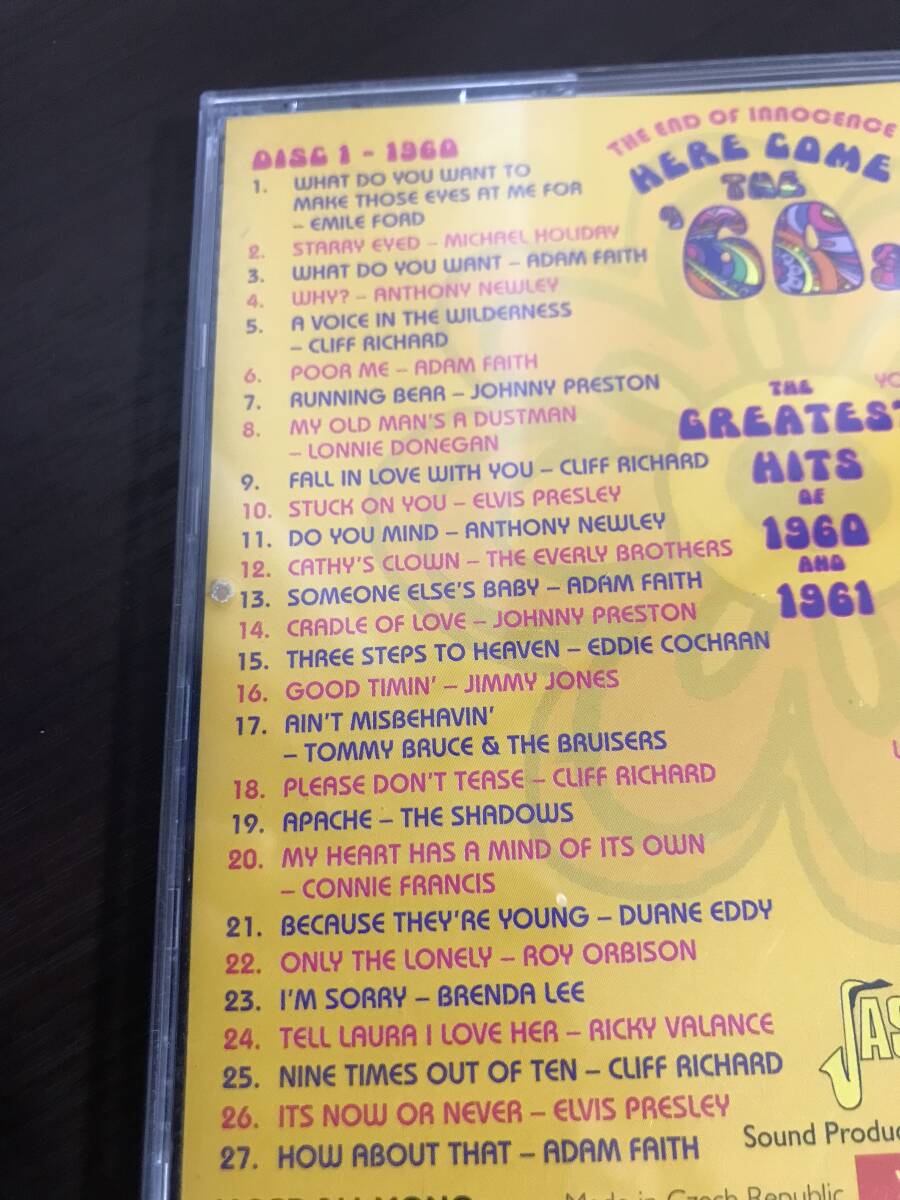 DISC 1 - 1960
1. WHAT DO YOU WANT TO
MAKE THOSE EYES AT ME FOR
– EMILE FORD
2. STARRY EYED – MICHAEL HOLIDAY
3. WHAT DO YOU WANT – ADAM FAITH
4. WHY? – ANTHONY NEWLEY
5. A VOICE IN THE WILDERNESS
– CLIFF RICHARD
6. POOR ME – ADAM FAITH
7. RUNNING BEAR – JOHNNY PRESTON
8. MY OLD MAN'S A DUSTMAN
– LONNIE DONEGAN
9. FALL IN LOVE WITH YOU – CLIFF RICHARD
10. STUCK ON YOU – ELVIS PRESLEY
11. DO YOU MIND – ANTHONY NEWLEY
12. CATHY'S CLOWN – THE EVERLY BROTHERS
13. SOMEONE ELSE'S BABY – ADAM FAITH
14. CRADLE OF LOVE – JOHNNY PRESTON
15. THREE STEPS TO HEAVEN – EDDIE COCHRAN
16. GOOD TIMIN' – JIMMY JONES
17. AIN'T MISBEHAVIN'
– TOMMY BRUCE & THE BRUISERS
18. PLEASE DON'T TEASE – CLIFF RICHARD
19. APACHE – THE SHADOWS
20. MY HEART HAS A MIND OF ITS OWN
– CONNIE FRANCIS
21. BECAUSE THEY'RE YOUNG – DUANE EDDY
22. ONLY THE LONELY – ROY ORBISON
23. I'M SORRY – BRENDA LEE
24. TELL LAURA I LOVE HER – RICKY VALANCE
25. NINE TIMES OUT OF TEN – CLIFF RICHARD
26. ITS NOW OR NEVER – ELVIS PRESLEY
27. HOW ABOUT THAT – ADAM FAITH
THE END OF INNOCENCE
HERE COME
THE
'60s
THE
GREATEST
HITS
OF
1960
AND
1961
JAS
Sound Produc
Made in Czech Republic